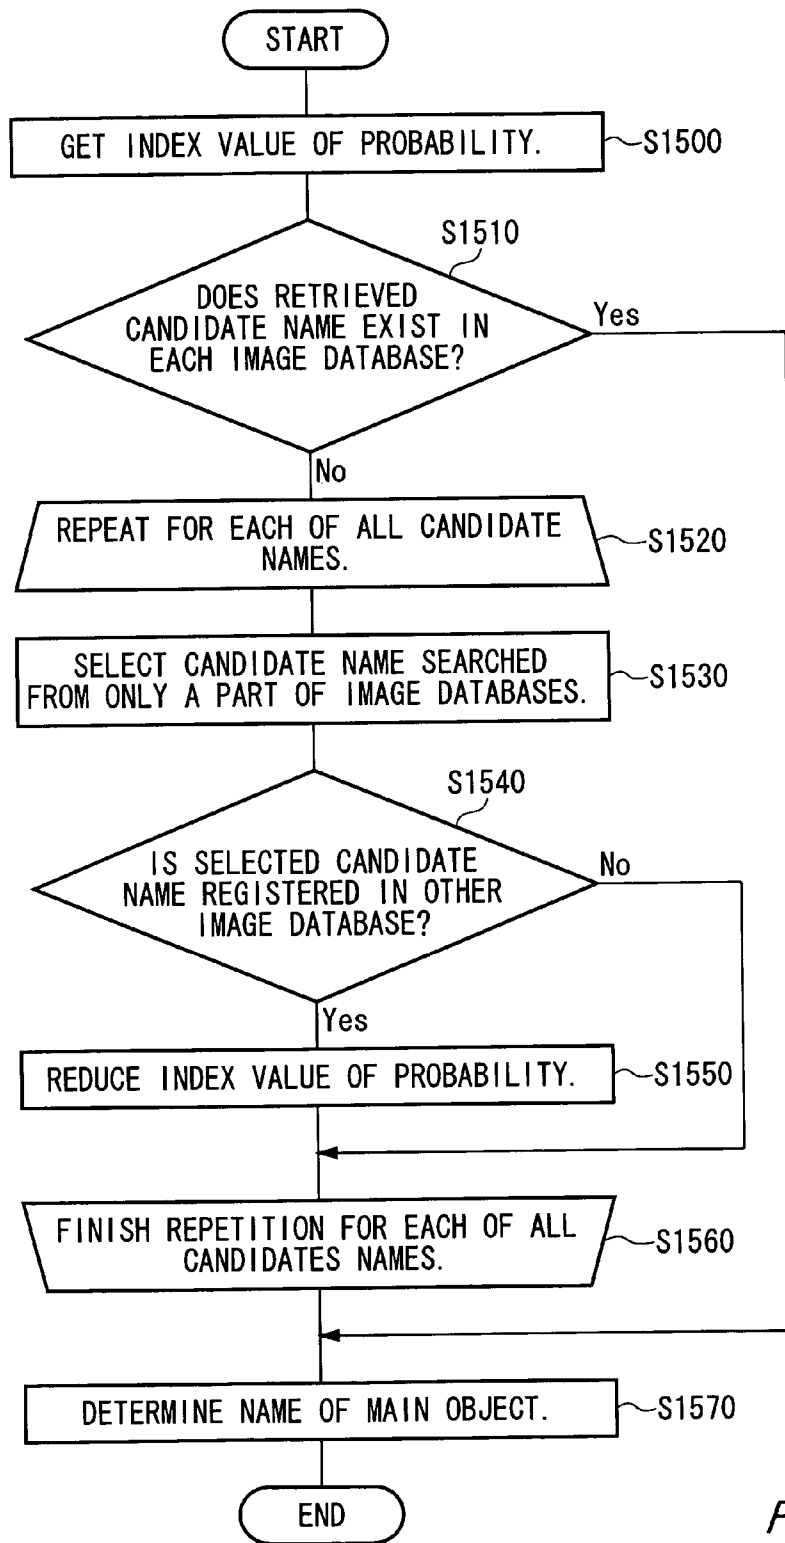 START
GET INDEX VALUE OF PROBABILITY.
S1500
S1510
DOES RETRIEVED
CANDIDATE NAME EXIST IN
EACH IMAGE DATABASE?
Yes
No
REPEAT FOR EACH OF ALL CANDIDATE
NAMES.
S1520
SELECT CANDIDATE NAME SEARCHED
FROM ONLY A PART OF IMAGE DATABASES.
S1530
S1540
IS SELECTED CANDIDATE
NAME REGISTERED IN OTHER
IMAGE DATABASE?
No
Yes
REDUCE INDEX VALUE OF PROBABILITY.
S1550
FINISH REPETITION FOR EACH OF ALL
CANDIDATES NAMES.
S1560
DETERMINE NAME OF MAIN OBJECT.
S1570
END